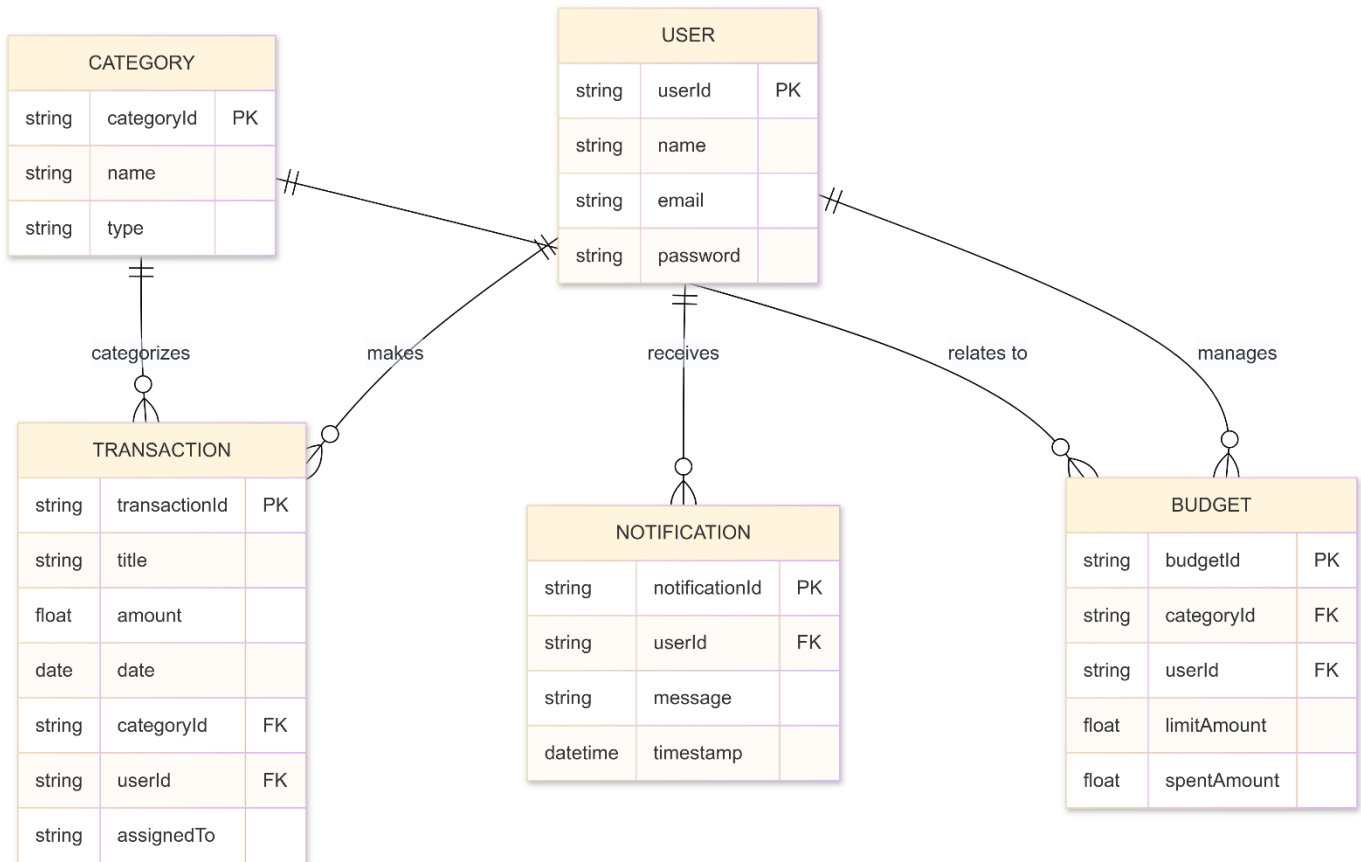 CATEGORY
string categoryId PK
string name
string type
USER
string userId PK
string name
string email
string password
categorizes
makes
receives
relates to
manages
TRANSACTION
string transactionId PK
string title
float amount
date date
string categoryId FK
string userId FK
string assignedTo
NOTIFICATION
string notificationId PK
string userId FK
string message
datetime timestamp
BUDGET
string budgetId PK
string categoryId FK
string userId FK
float limitAmount
float spentAmount